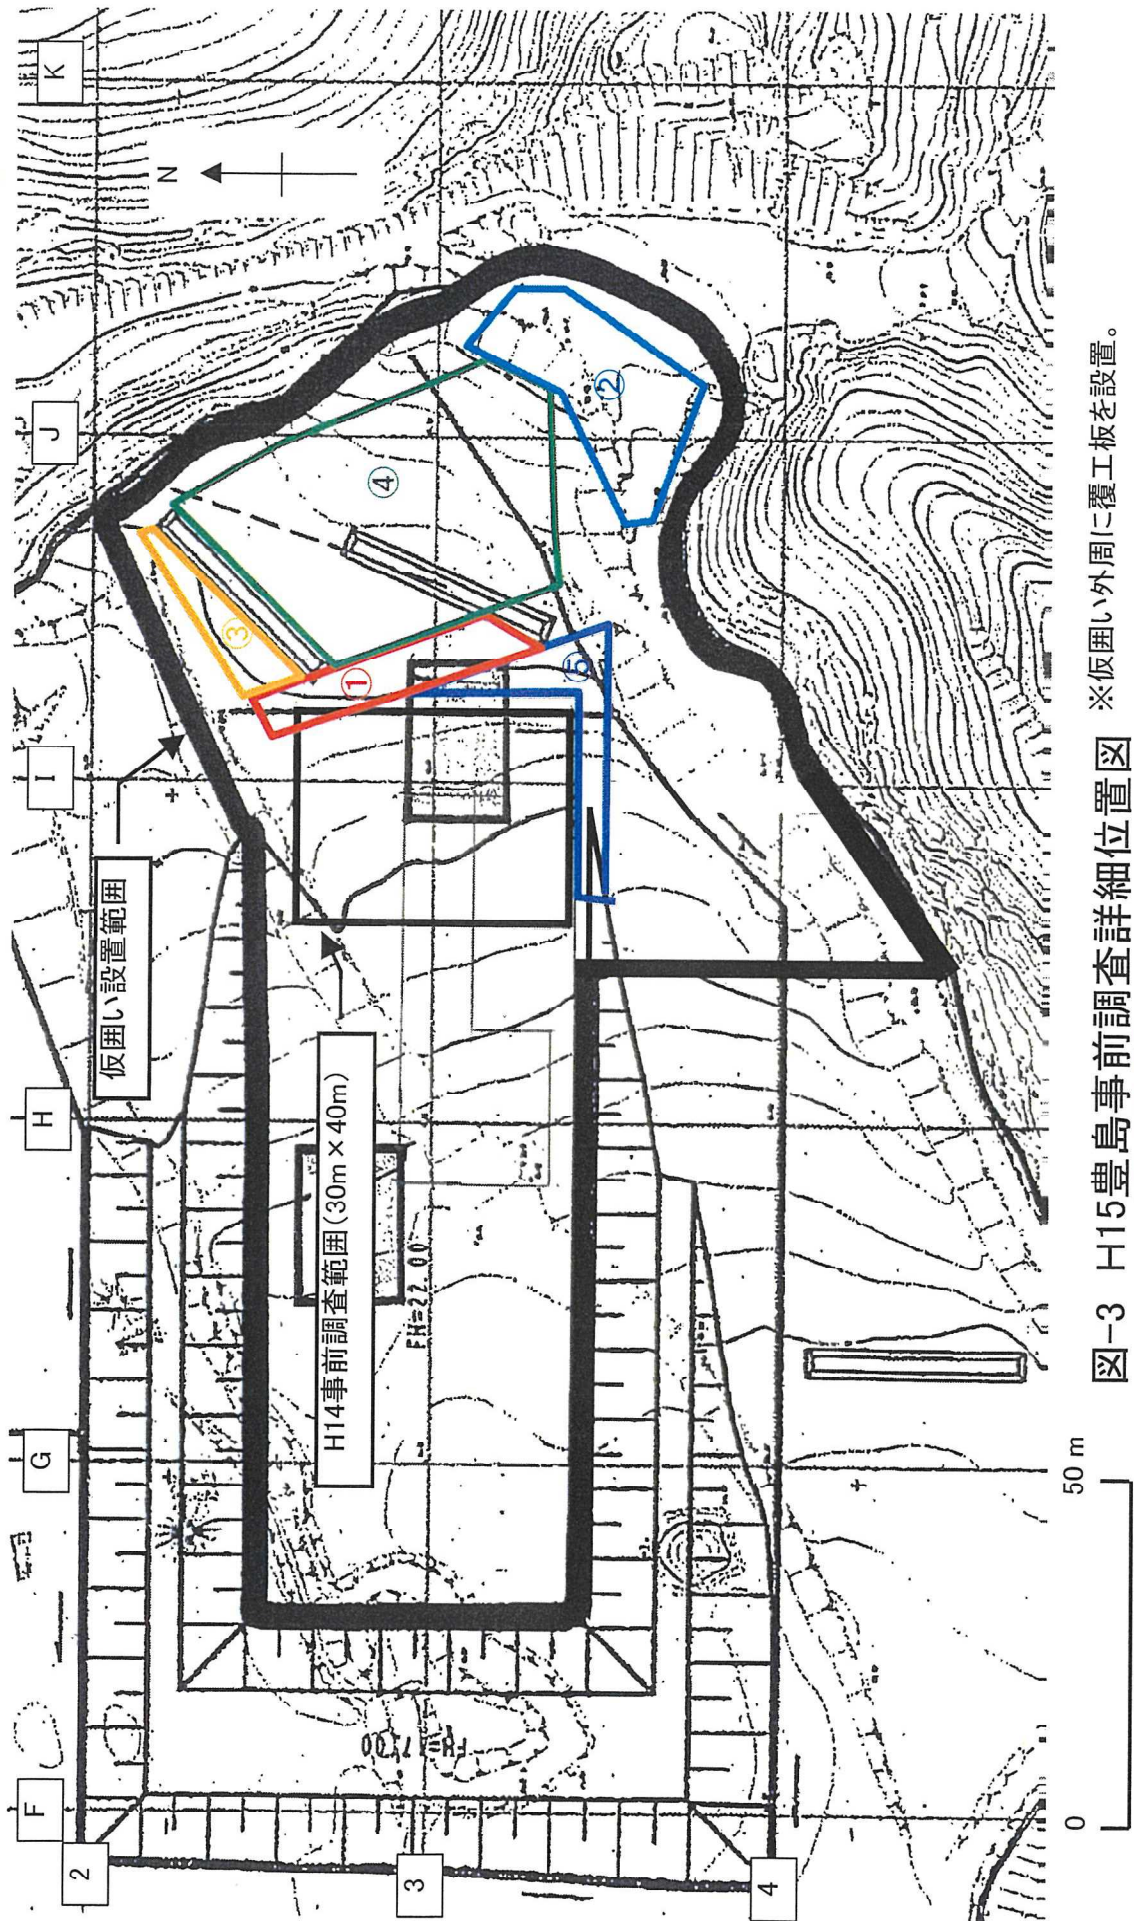 K
N
J
④
②
③
①
⑤
I
仮囲い設置範囲
H
H14事前調査範囲(30m×40m)
FH=22.00
G
F
2
3
4
0
50 m
図-3 H15豊島事前調査詳細位置図
※仮囲い外周に覆工板を設置。